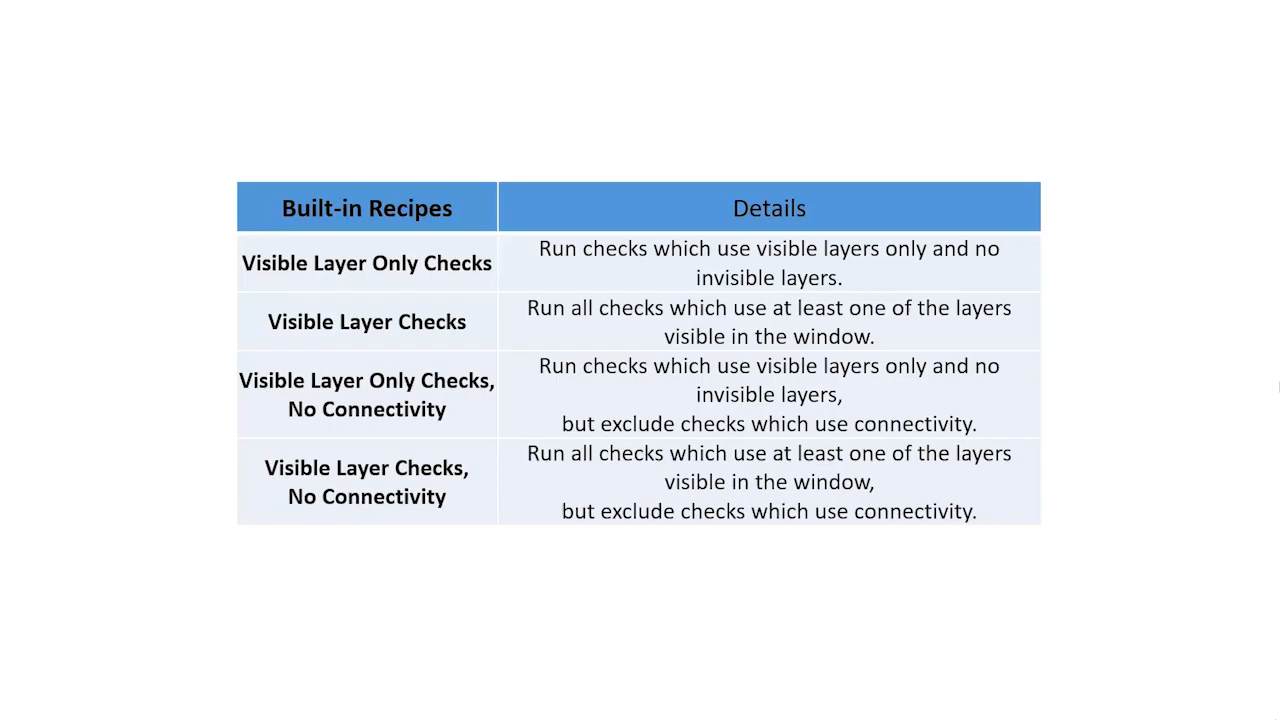 Built-in Recipes
Details
Visible Layer Only Checks
Run checks which use visible layers only and no
invisible layers.
Visible Layer Checks
Run all checks which use at least one of the layers
visible in the window.
Visible Layer Only Checks,
No Connectivity
Run checks which use visible layers only and no
invisible layers,
but exclude checks which use connectivity.
Visible Layer Checks,
No Connectivity
Run all checks which use at least one of the layers
visible in the window,
but exclude checks which use connectivity.